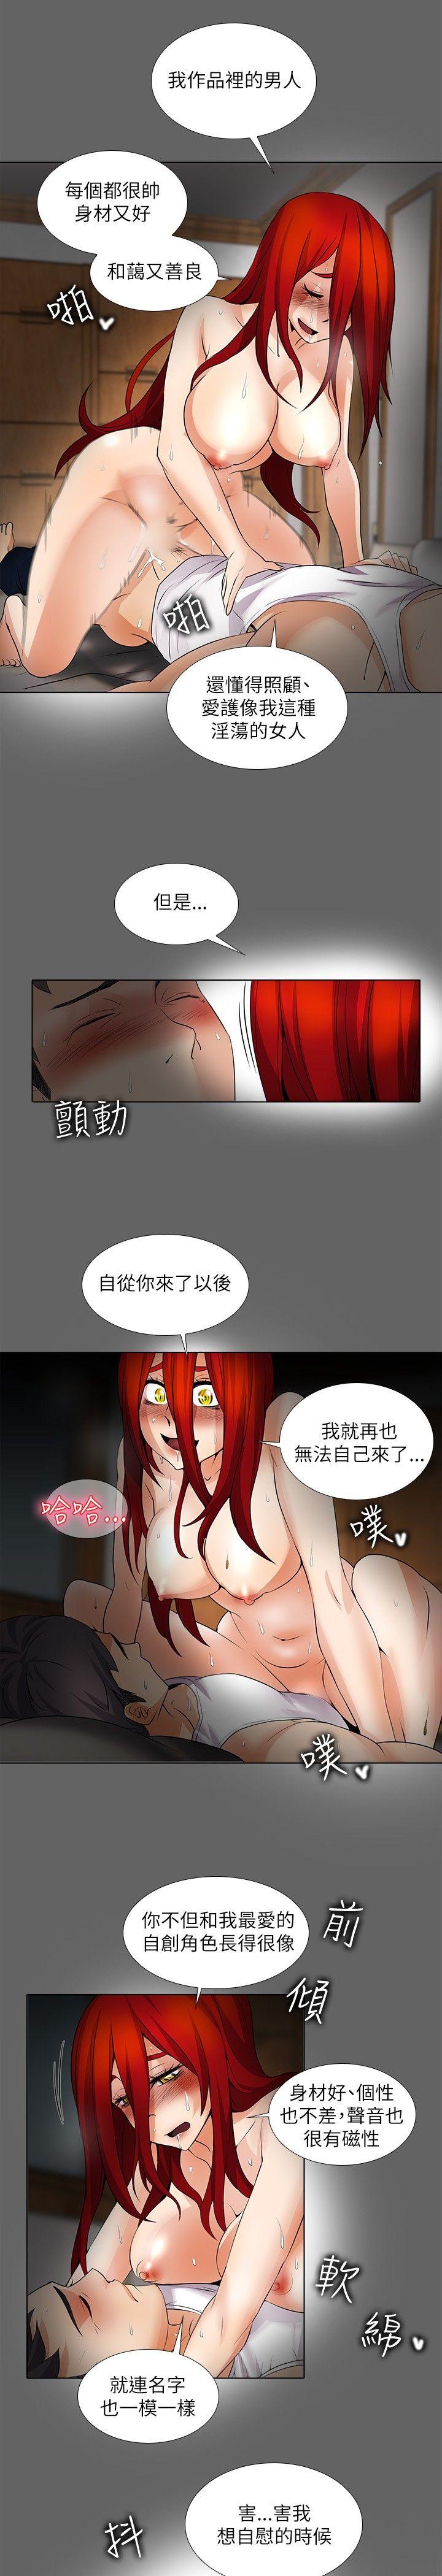 我作品裡的男人
每個都很帥
身材又好
和藹又善良
啪
啪
還懂得照顧、
愛護像我這種
淫蕩的女人
但是...
顫動
自從你來了以後
我就再也
無法自己來了...
哈哈...
噗
噗
你不但和我最愛的
自創角色長得很像
前
傾
身材好、個性
也不差，聲音也
很有磁性
軟
綿
就連名字
也一模一樣
害...害我
想自慰的時候
抖